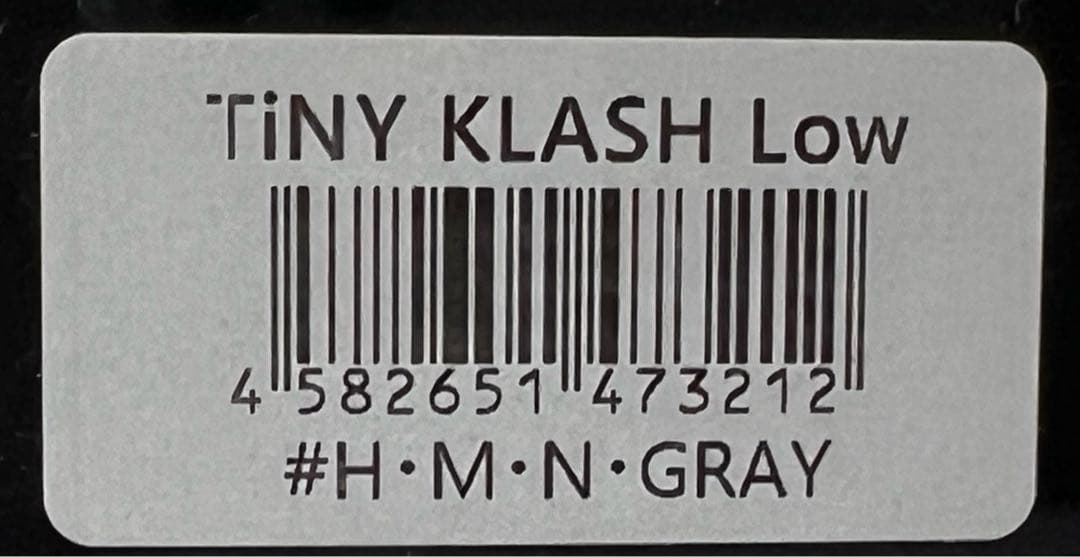 TiNY KLASH Low
4 582651 473212
#H・M・N・GRAY